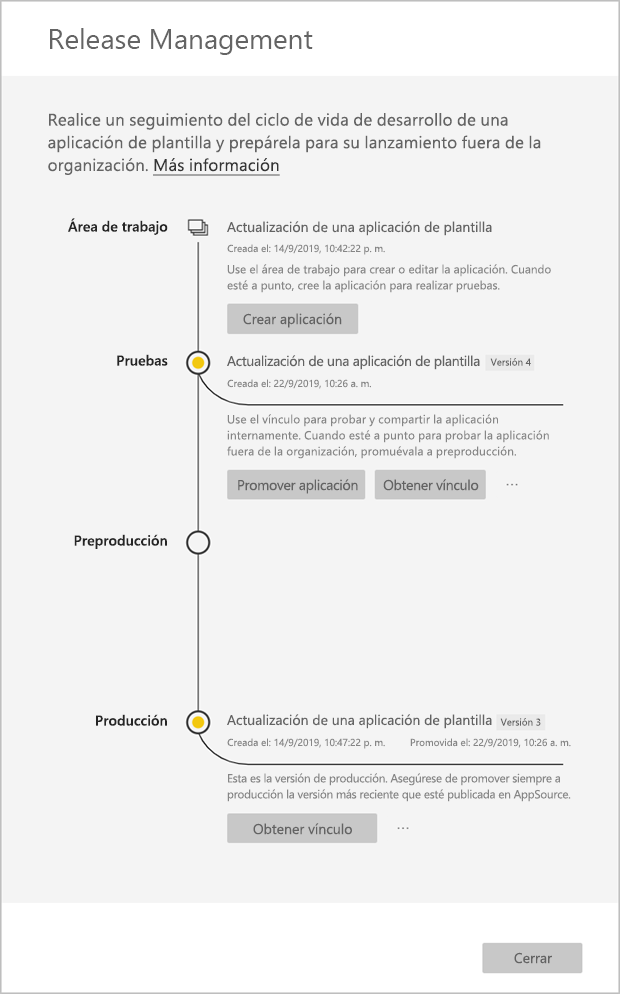 Release Management
Realice un seguimiento del ciclo de vida de desarrollo de una
aplicación de plantilla y prepárela para su lanzamiento fuera de la
organización. Más información
Área de trabajo
Actualización de una aplicación de plantilla
Creada el: 14/9/2019, 10:42:22 p. m.
Use el área de trabajo para crear o editar la aplicación. Cuando
esté a punto, cree la aplicación para realizar pruebas.
Crear aplicación
Pruebas
Actualización de una aplicación de plantilla Versión 4
Creada el: 22/9/2019, 10:26 a. m.
Use el vínculo para probar y compartir la aplicación
internamente. Cuando esté a punto para probar la aplicación
fuera de la organización, promuévala a preproducción.
Promover aplicación Obtener vínculo ...
Preproducción
Producción
Actualización de una aplicación de plantilla Versión 3
Creada el: 14/9/2019, 10:47:22 p. m. Promovida el: 22/9/2019, 10:26 a. m.
Esta es la versión de producción. Asegúrese de promover siempre a
producción la versión más reciente que esté publicada en AppSource.
Obtener vínculo ...
Cerrar